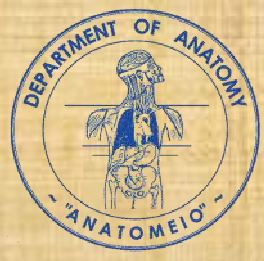 DEPARTMENT OF ANATOMY
~ "ANATOMEIO" ~